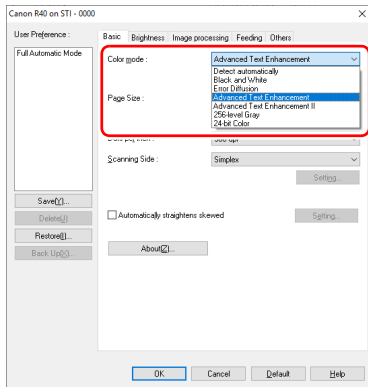 Canon R40 on STI - 0000
User Preference :
Full Automatic Mode
Save(Y)...
Delete(J)
Restore(I)...
Back Up(X)...
Basic Brightness Image processing Feeding Others
Color mode : Advanced Text Enhancement
Detect automatically
Black and White
Error Diffusion
Advanced Text Enhancement
Advanced Text Enhancement II
256-level Gray
24-bit Color
Page Size :
Scanning Side : Simplex
Setting...
Automatically straightens skewed Setting...
About(Z)...
OK Cancel Default Help